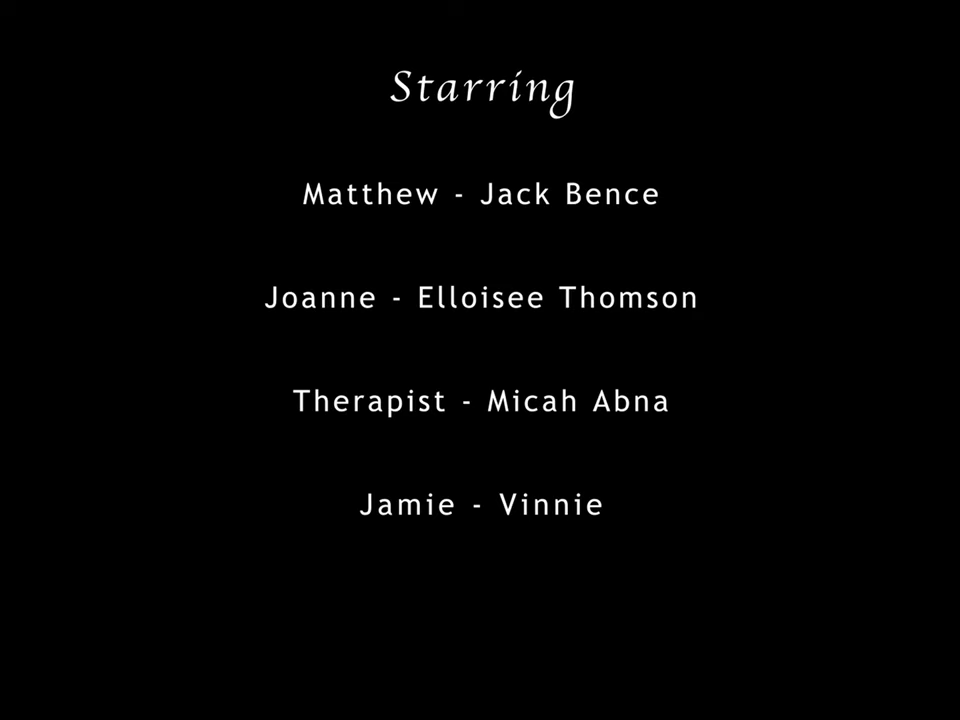 Starring
Matthew - Jack Bence
Joanne - Elloisee Thomson
Therapist - Micah Abna
Jamie - Vinnie